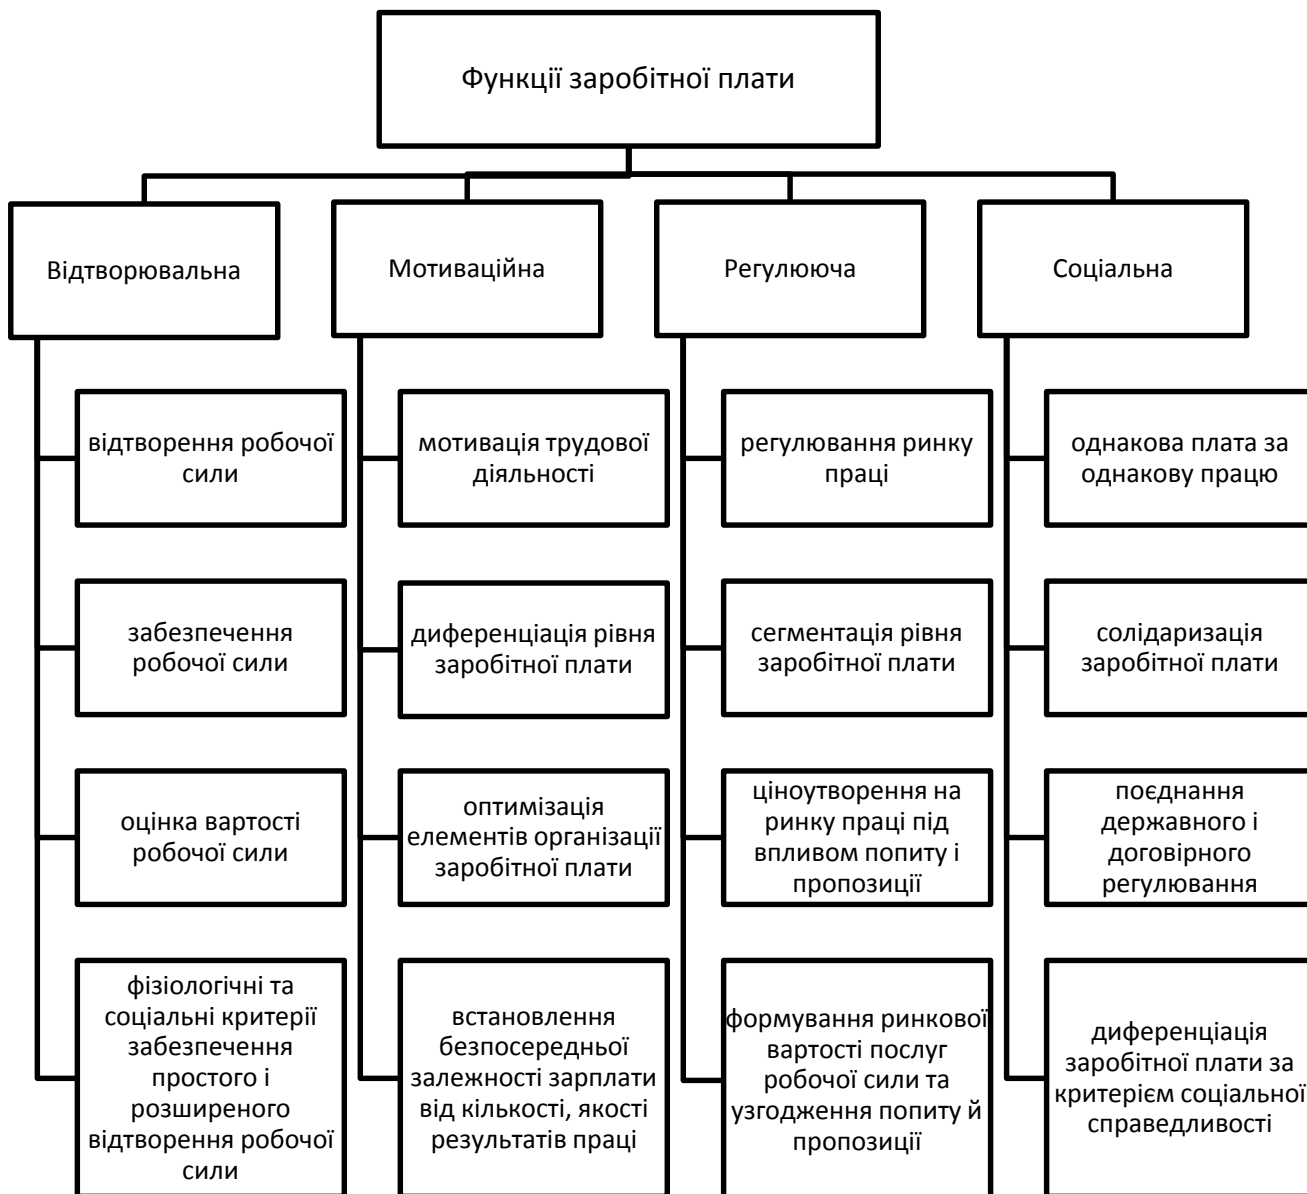 Функції заробітної плати
Відтворювальна
Мотиваційна
Регулююча
Соціальна
відтворення робочої
сили
мотивація трудової
діяльності
регулювання ринку
праці
однакова плата за
однакову працю
забезпечення
робочої сили
диференціація рівня
заробітної плати
сегментація рівня
заробітної плати
солідаризація
заробітної плати
оцінка вартості
робочої сили
оптимізація
елементів організації
заробітної плати
ціноутворення на
ринку праці під
впливом попиту і
пропозиції
поєднання
державного і
договірного
регулювання
фізіологічні та
соціальні критерії
забезпечення
простого і
розширеного
відтворення робочої
сили
встановлення
безпосередньої
залежності зарплати
від кількості, якості
результатів праці
формування ринкової
вартості послуг
робочої сили та
узгодження попиту й
пропозиції
диференціація
заробітної плати за
критерієм соціальної
справедливості